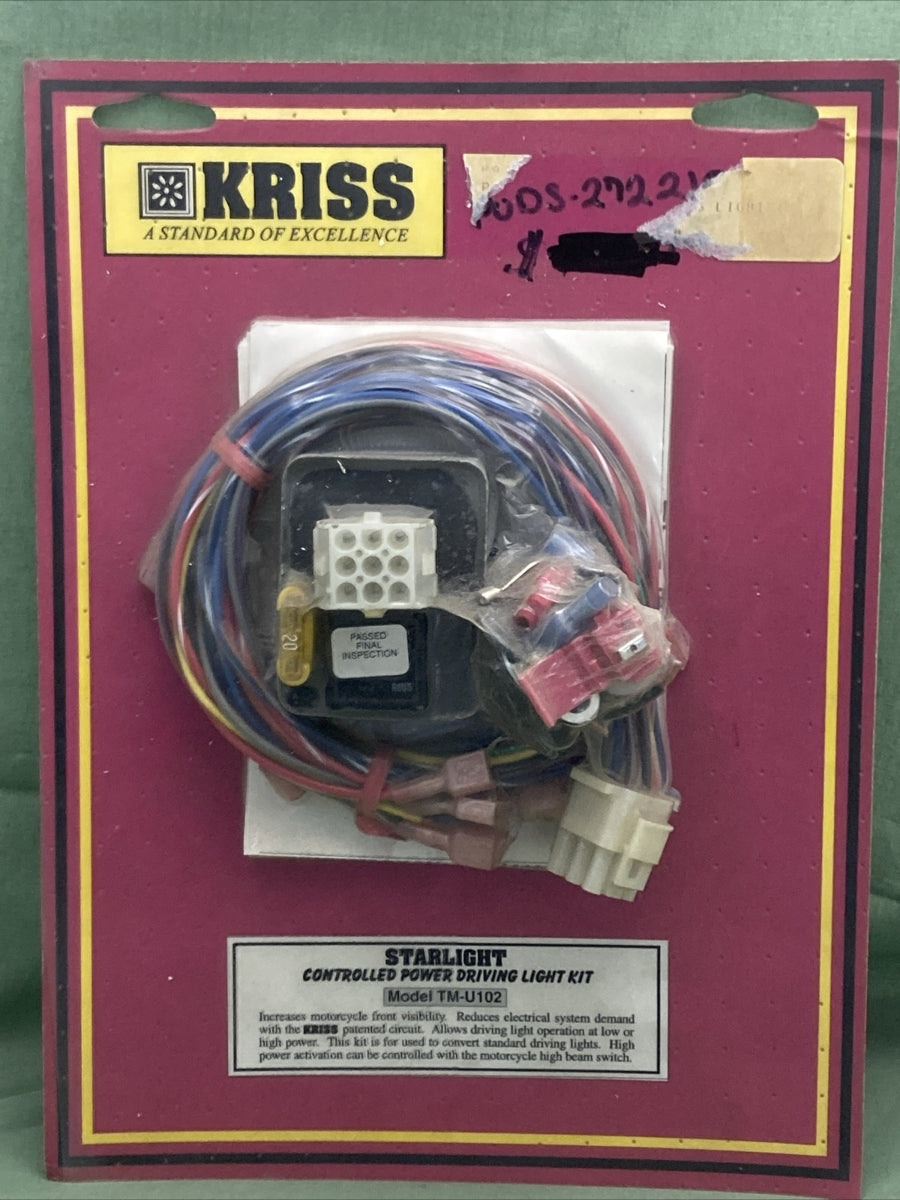 KRISS
A STANDARD OF EXCELLENCE
$
LIGHT
20
PASSED
FINAL
INSPECTION
STARLIGHT
CONTROLLED POWER DRIVING LIGHT KIT
Model TM-U102
Increases motorcycle front visibility. Reduces electrical system demand
with the KRISS patented circuit. Allows driving light operation at low or
high power. This kit is for used to convert standard driving lights. High
power activation can be controlled with the motorcycle high beam switch.